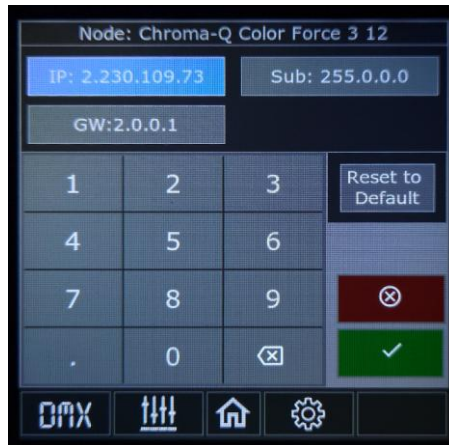 Node: Chroma-Q Color Force 3 12
IP: 2.230.109.73 Sub: 255.0.0.0
GW:2.0.0.1
1 2 3 Reset to
Default
4 5 6
7 8 9
. 0
DMX